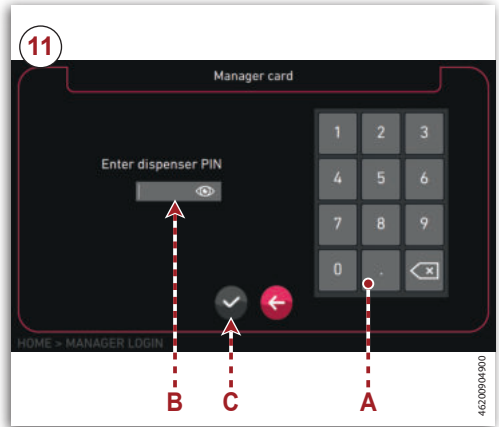 11
Manager card
1 2 3
Enter dispenser PIN
4 5 6
7 8 9
0 .
HOME > MANAGER LOGIN
B C A
46200904900